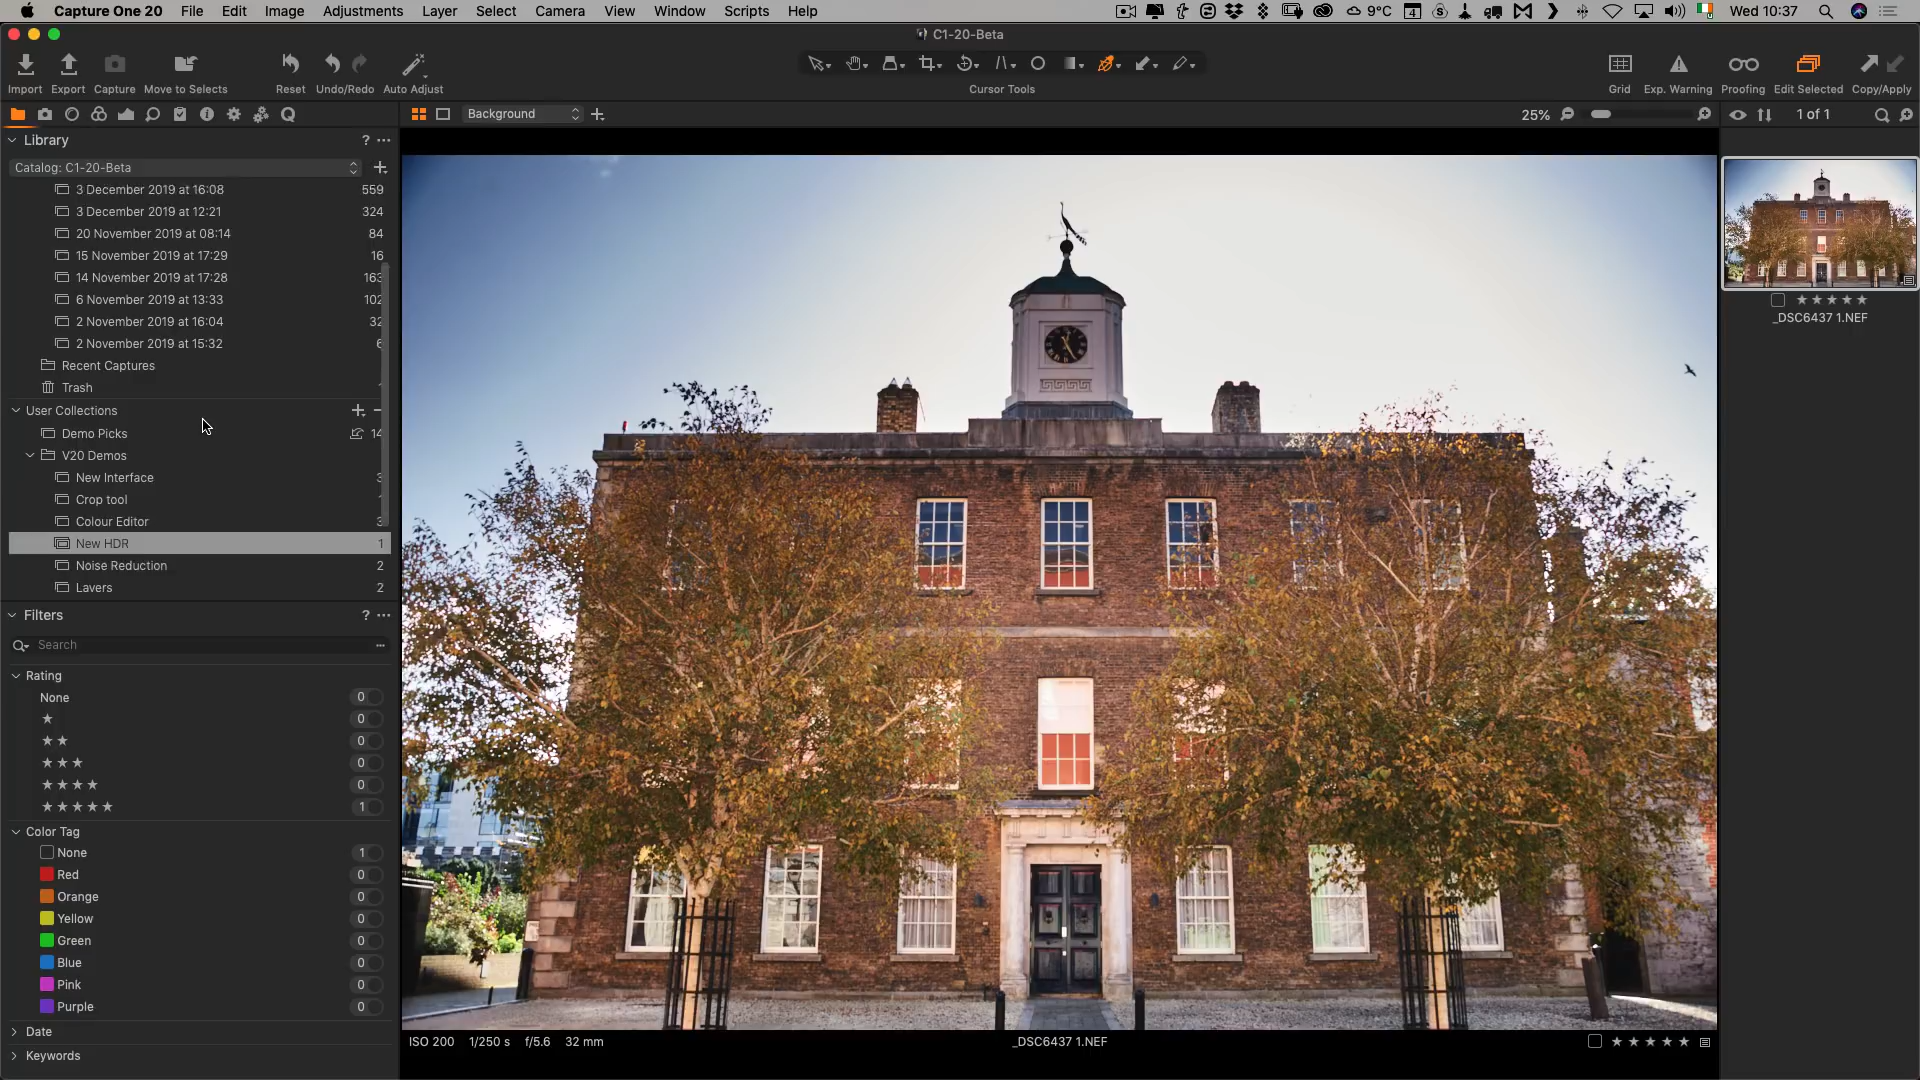 Capture One 20 File Edit Image Adjustments Layer Select Camera View Window Scripts Help 9°C 4 Wed 10:37
C1-20-Beta
Import Export Capture Move to Selects Reset Undo/Redo Auto Adjust Cursor Tools Grid Exp. Warning Proofing Edit Selected Copy/Apply
Background 25% 1 of 1
Library ?
Catalog: C1-20-Beta
3 December 2019 at 16:08 559
3 December 2019 at 12:21 324
20 November 2019 at 08:14 84
15 November 2019 at 17:29 16
14 November 2019 at 17:28 163
6 November 2019 at 13:33 102
2 November 2019 at 16:04 32
2 November 2019 at 15:32 6
Recent Captures
Trash
User Collections
Demo Picks 14
V20 Demos
New Interface 3
Crop tool
Colour Editor 3
New HDR 1
Noise Reduction 2
Layers 2
Filters ?
Search
Rating
None 0
★ 0
★ ★ 0
★ ★ ★ 0
★ ★ ★ ★ 0
★ ★ ★ ★ ★ 1
Color Tag
None 1
Red 0
Orange 0
Yellow 0
Green 0
Blue 0
Pink 0
Purple 0
Date
Keywords
ISO 200 1/250 s f/5.6 32 mm _DSC6437 1.NEF ★ ★ ★ ★ ★
★ ★ ★ ★ ★
_DSC6437 1.NEF